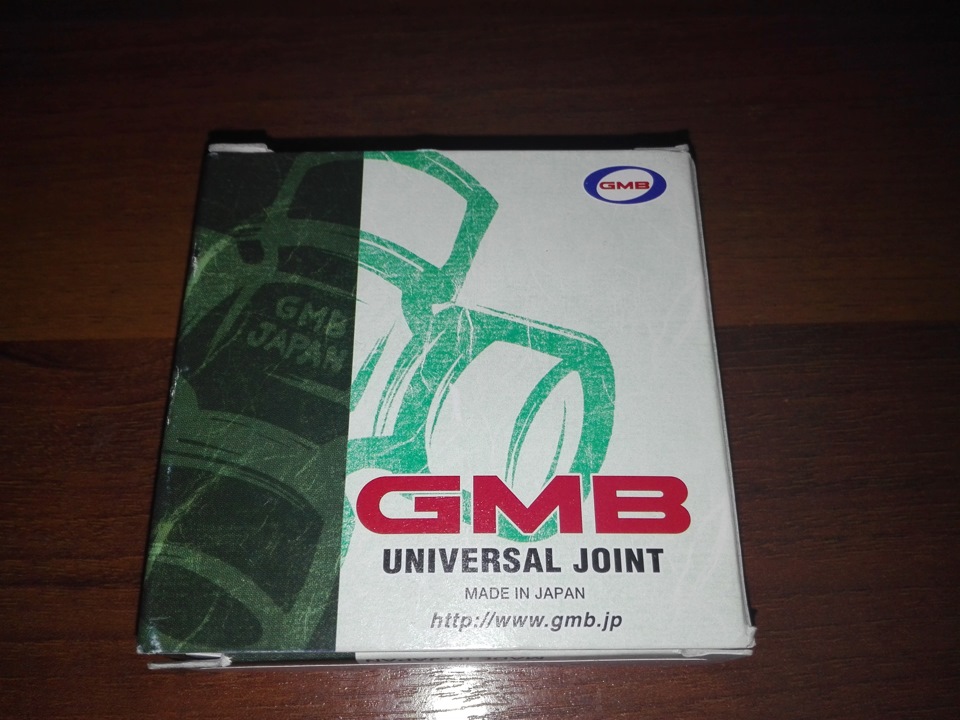 GMB
GMB
JAPAN
GMB
UNIVERSAL JOINT
MADE IN JAPAN
http://www.gmb.jp